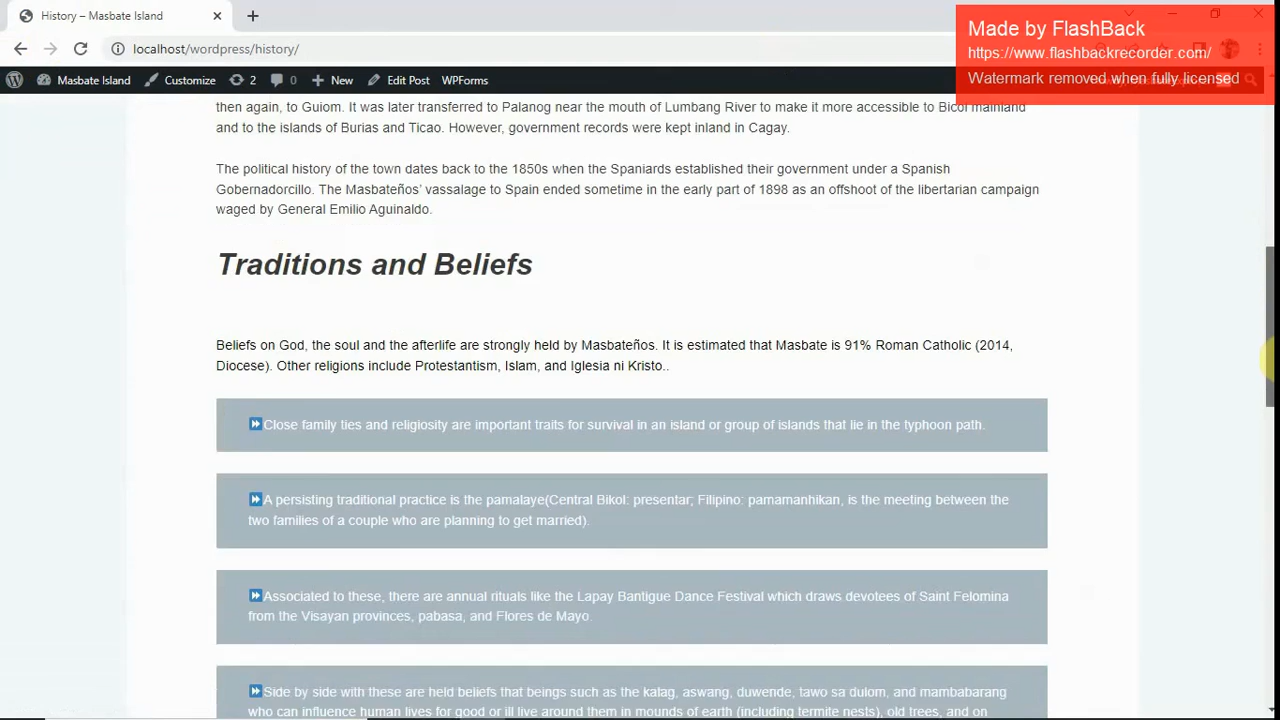 History – Masbate Island
Made by FlashBack
https://www.flashbackrecorder.com/
Watermark removed when fully licensed
localhost/wordpress/history/
Masbate Island
Customize
2
0
New
Edit Post
WPForms
then again, to Guiom. It was later transferred to Palanog near the mouth of Lumbang River to make it more accessible to Bicol mainland
and to the islands of Burias and Ticao. However, government records were kept inland in Cagay.
The political history of the town dates back to the 1850s when the Spaniards established their government under a Spanish
Gobernadorcillo. The Masbateños’ vassalage to Spain ended sometime in the early part of 1898 as an offshoot of the libertarian campaign
waged by General Emilio Aguinaldo.
Traditions and Beliefs
Beliefs on God, the soul and the afterlife are strongly held by Masbateños. It is estimated that Masbate is 91% Roman Catholic (2014,
Diocese). Other religions include Protestantism, Islam, and Iglesia ni Kristo..
Close family ties and religiosity are important traits for survival in an island or group of islands that lie in the typhoon path.
A persisting traditional practice is the pamalaye(Central Bikol: presentar; Filipino: pamamanhikan, is the meeting between the
two families of a couple who are planning to get married).
Associated to these, there are annual rituals like the Lapay Bantigue Dance Festival which draws devotees of Saint Felomina
from the Visayan provinces, pabasa, and Flores de Mayo.
Side by side with these are held beliefs that beings such as the kalag, aswang, duwende, tawo sa dulom, and mambabarang
who can influence human lives for good or ill live around them in mounds of earth (including termite nests), old trees, and on